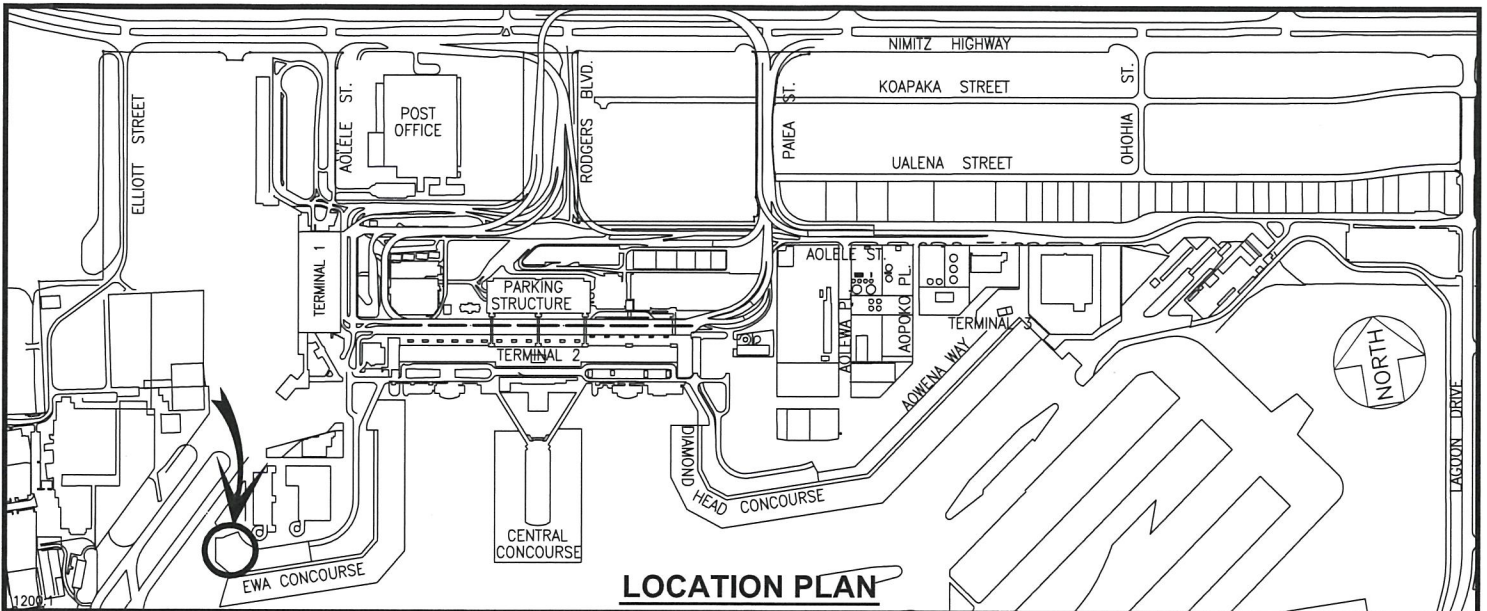 NIMITZ HIGHWAY
KOAPAKA STREET
UALENA STREET
ELLIOTT STREET
AOLELE ST.
POST
OFFICE
RODGERS BLVD.
PAIEA ST.
OHOHIA ST.
TERMINAL 1
PARKING
STRUCTURE
TERMINAL 2
AOLELE ST.
AOLEWA PL.
AOPOKO PL.
TERMINAL 3
AOWENA WAY
NORTH
LAGOON DRIVE
DIAMOND
HEAD CONCOURSE
CENTRAL
CONCOURSE
EWA CONCOURSE
LOCATION PLAN